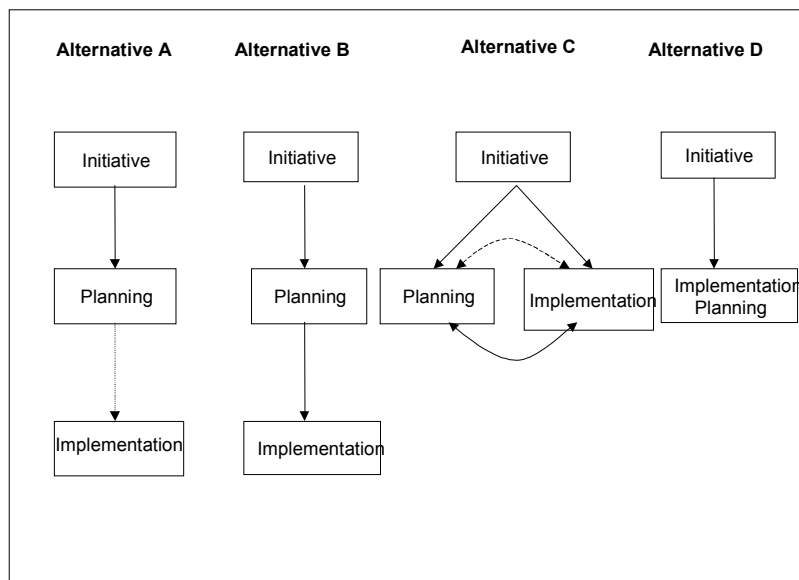 Alternative A
Alternative B
Alternative C
Alternative D
Initiative
Initiative
Initiative
Initiative
Planning
Planning
Planning
Implementation
Implementation
Planning
Implementation
Implementation